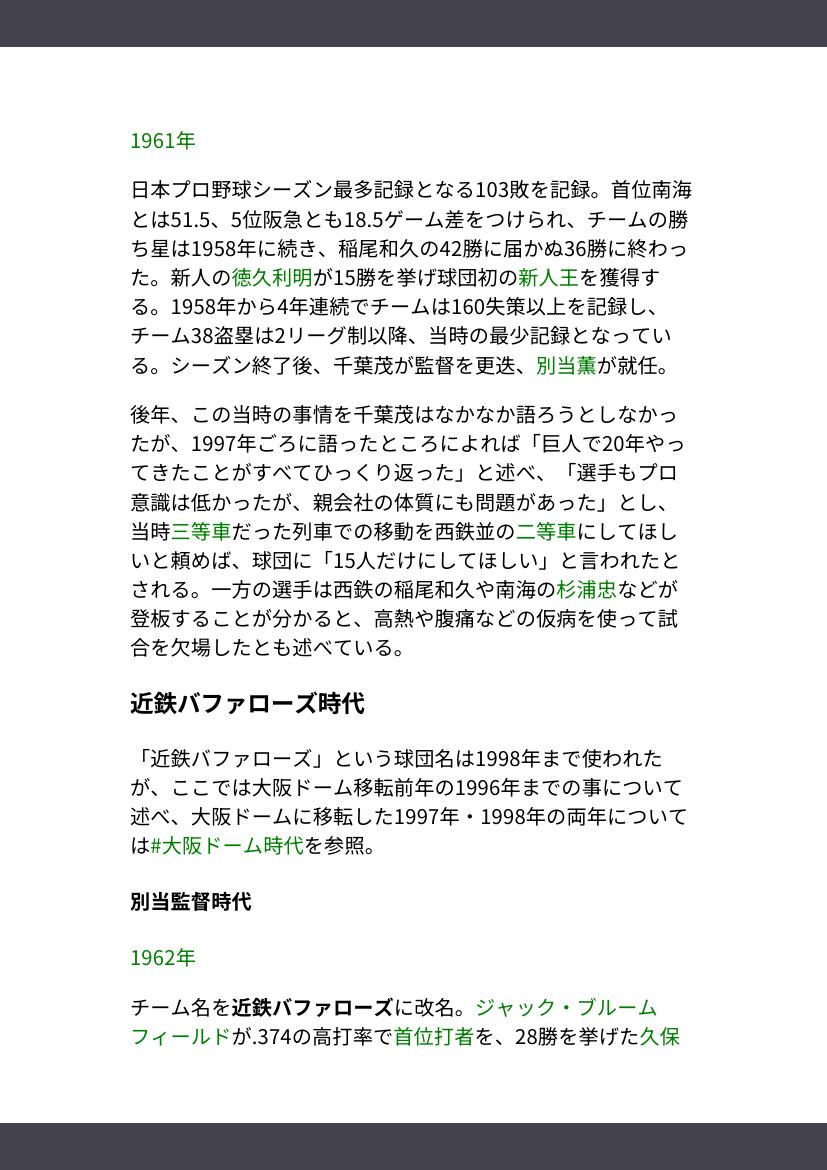 1961年
日本プロ野球シーズン最多記録となる103敗を記録。首位南海
とは51.5、5位阪急とも18.5ゲーム差をつけられ、チームの勝
ち星は1958年に続き、稲尾和久の42勝に届かぬ36勝に終わっ
た。新人の徳久利明が15勝を挙げ球団初の新人王を獲得す
る。1958年から4年連続でチームは160失策以上を記録し、
チーム38盗塁は2リーグ制以降、当時の最少記録となってい
る。シーズン終了後、千葉茂が監督を更迭、別当薫が就任。
後年、この当時の事情を千葉茂はなかなか語ろうとしなかっ
たが、1997年ごろに語ったところによれば「巨人で20年やっ
てきたことがすべてひっくり返った」と述べ、「選手もプロ
意識は低かったが、親会社の体質にも問題があった」とし、
当時三等車だった列車での移動を西鉄並の二等車にしてほし
いと頼めば、球団に「15人だけにしてほしい」と言われたと
される。一方の選手は西鉄の稲尾和久や南海の杉浦忠などが
登板することが分かると、高熱や腹痛などの仮病を使って試
合を欠場したとも述べている。
近鉄バファローズ時代
「近鉄バファローズ」という球団名は1998年まで使われた
が、ここでは大阪ドーム移転前年の1996年までの事について
述べ、大阪ドームに移転した1997年・1998年の両年について
は#大阪ドーム時代を参照。
別当監督時代
1962年
チーム名を近鉄バファローズに改名。ジャック・ブルーム
フィールドが.374の高打率で首位打者を、28勝を挙げた久保